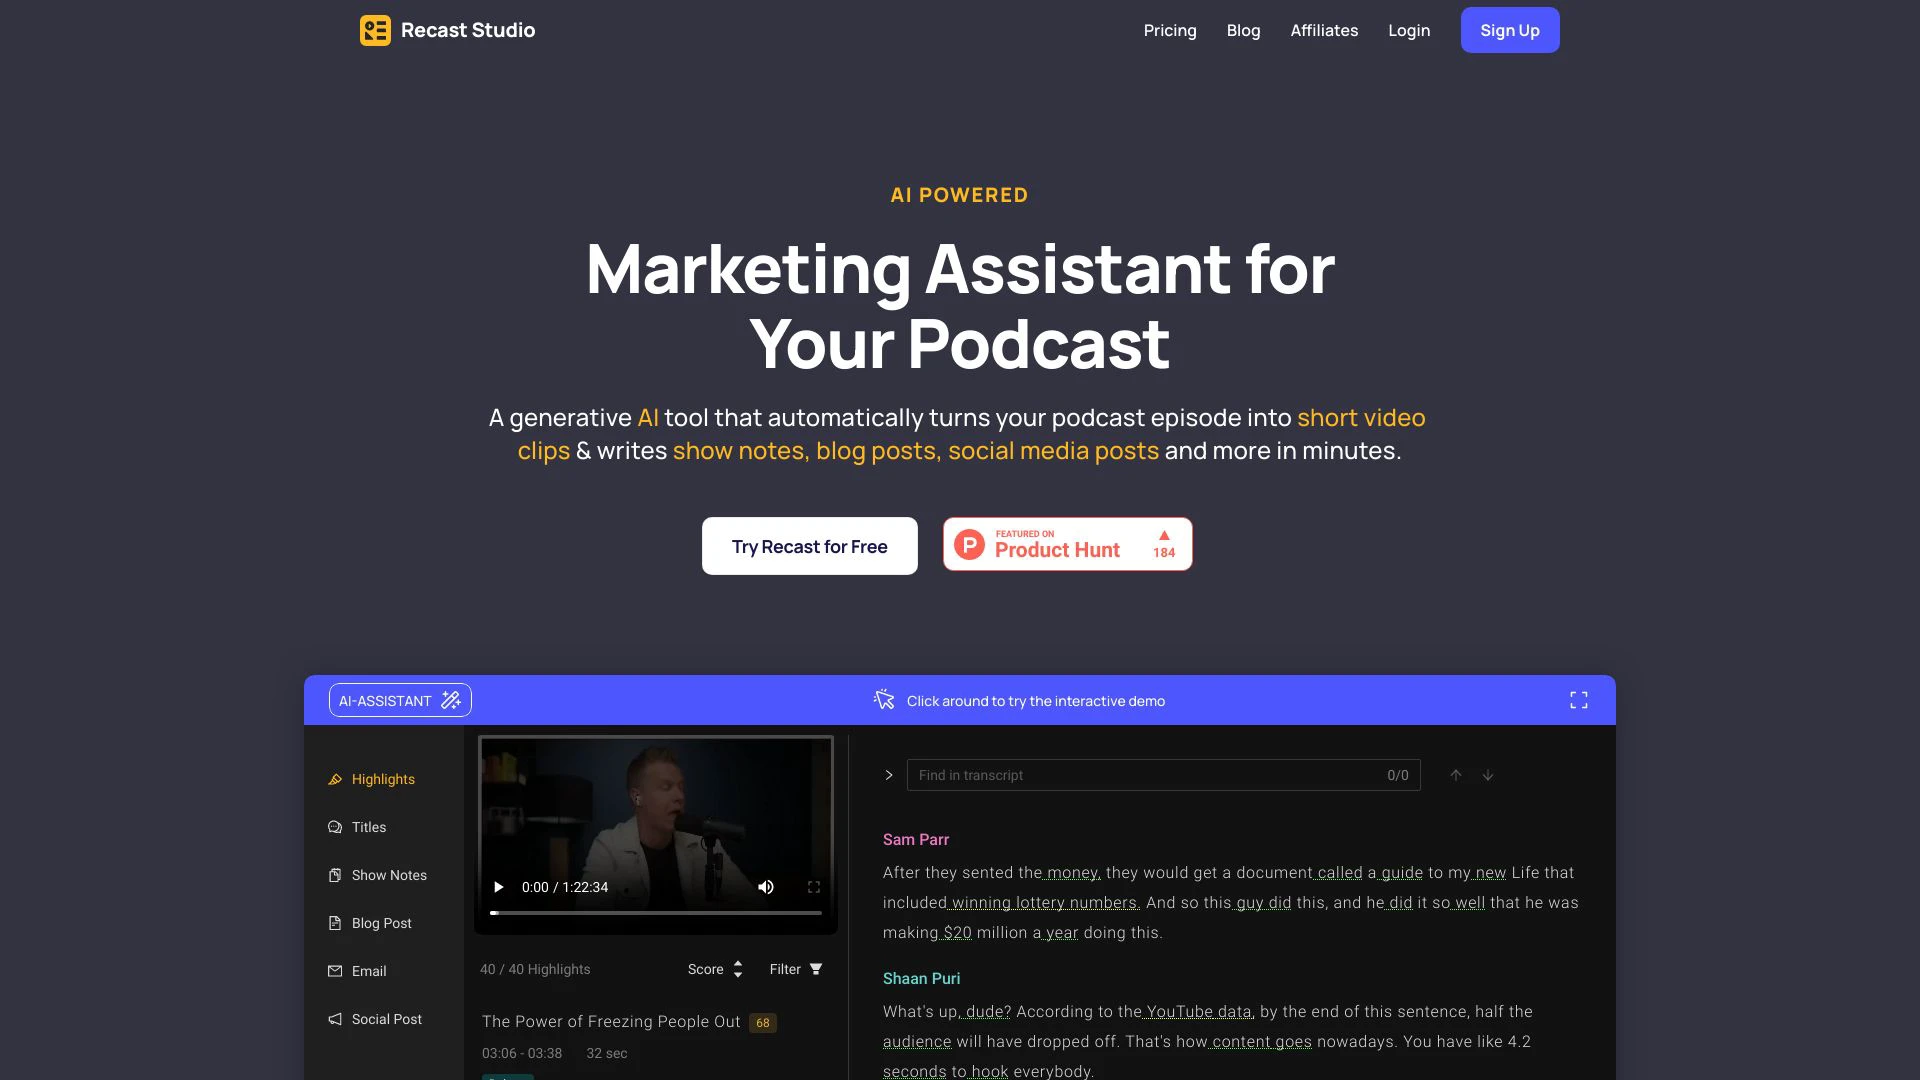 Recast Studio
Pricing
Blog
Affiliates
Login
Sign Up
AI POWERED
Marketing Assistant for
Your Podcast
A generative AI tool that automatically turns your podcast episode into short video
clips & writes show notes, blog posts, social media posts and more in minutes.
Try Recast for Free
FEATURED ON
Product Hunt
184
AI-ASSISTANT
Click around to try the interactive demo
Highlights
Titles
Show Notes
Blog Post
Email
Social Post
0:00 / 1:22:34
40 / 40 Highlights
Score
Filter
The Power of Freezing People Out 68
03:06 - 03:38 32 sec
Find in transcript 0/0
Sam Parr
After they sented the money, they would get a document called a guide to my new Life that
included winning lottery numbers. And so this guy did this, and he did it so well that he was
making $20 million a year doing this.
Shaan Puri
What's up, dude? According to the YouTube data, by the end of this sentence, half the
audience will have dropped off. That's how content goes nowadays. You have like 4.2
seconds to hook everybody.